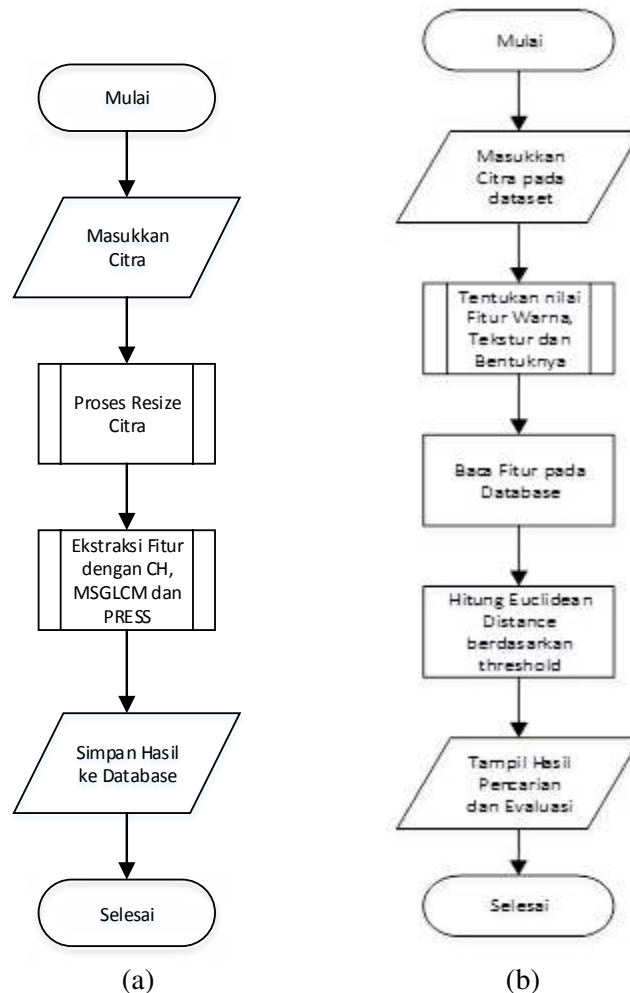 Mulai
Masukkan
Citra
Proses Resize
Citra
Ekstraksi Fitur
dengan CH,
MSGLCM dan
PRESS
Simpan Hasil
ke Database
Selesai
(a)
Mulai
Masukkan
Citra pada
dataset
Tentukan nilai
Fitur Warna,
Tekstur dan
Bentuknya
Baca Fitur pada
Database
Hitung Euclidean
Distance
berdasarkan
threshold
Tampil Hasil
Pencarian
dan Evaluasi
Selesai
(b)